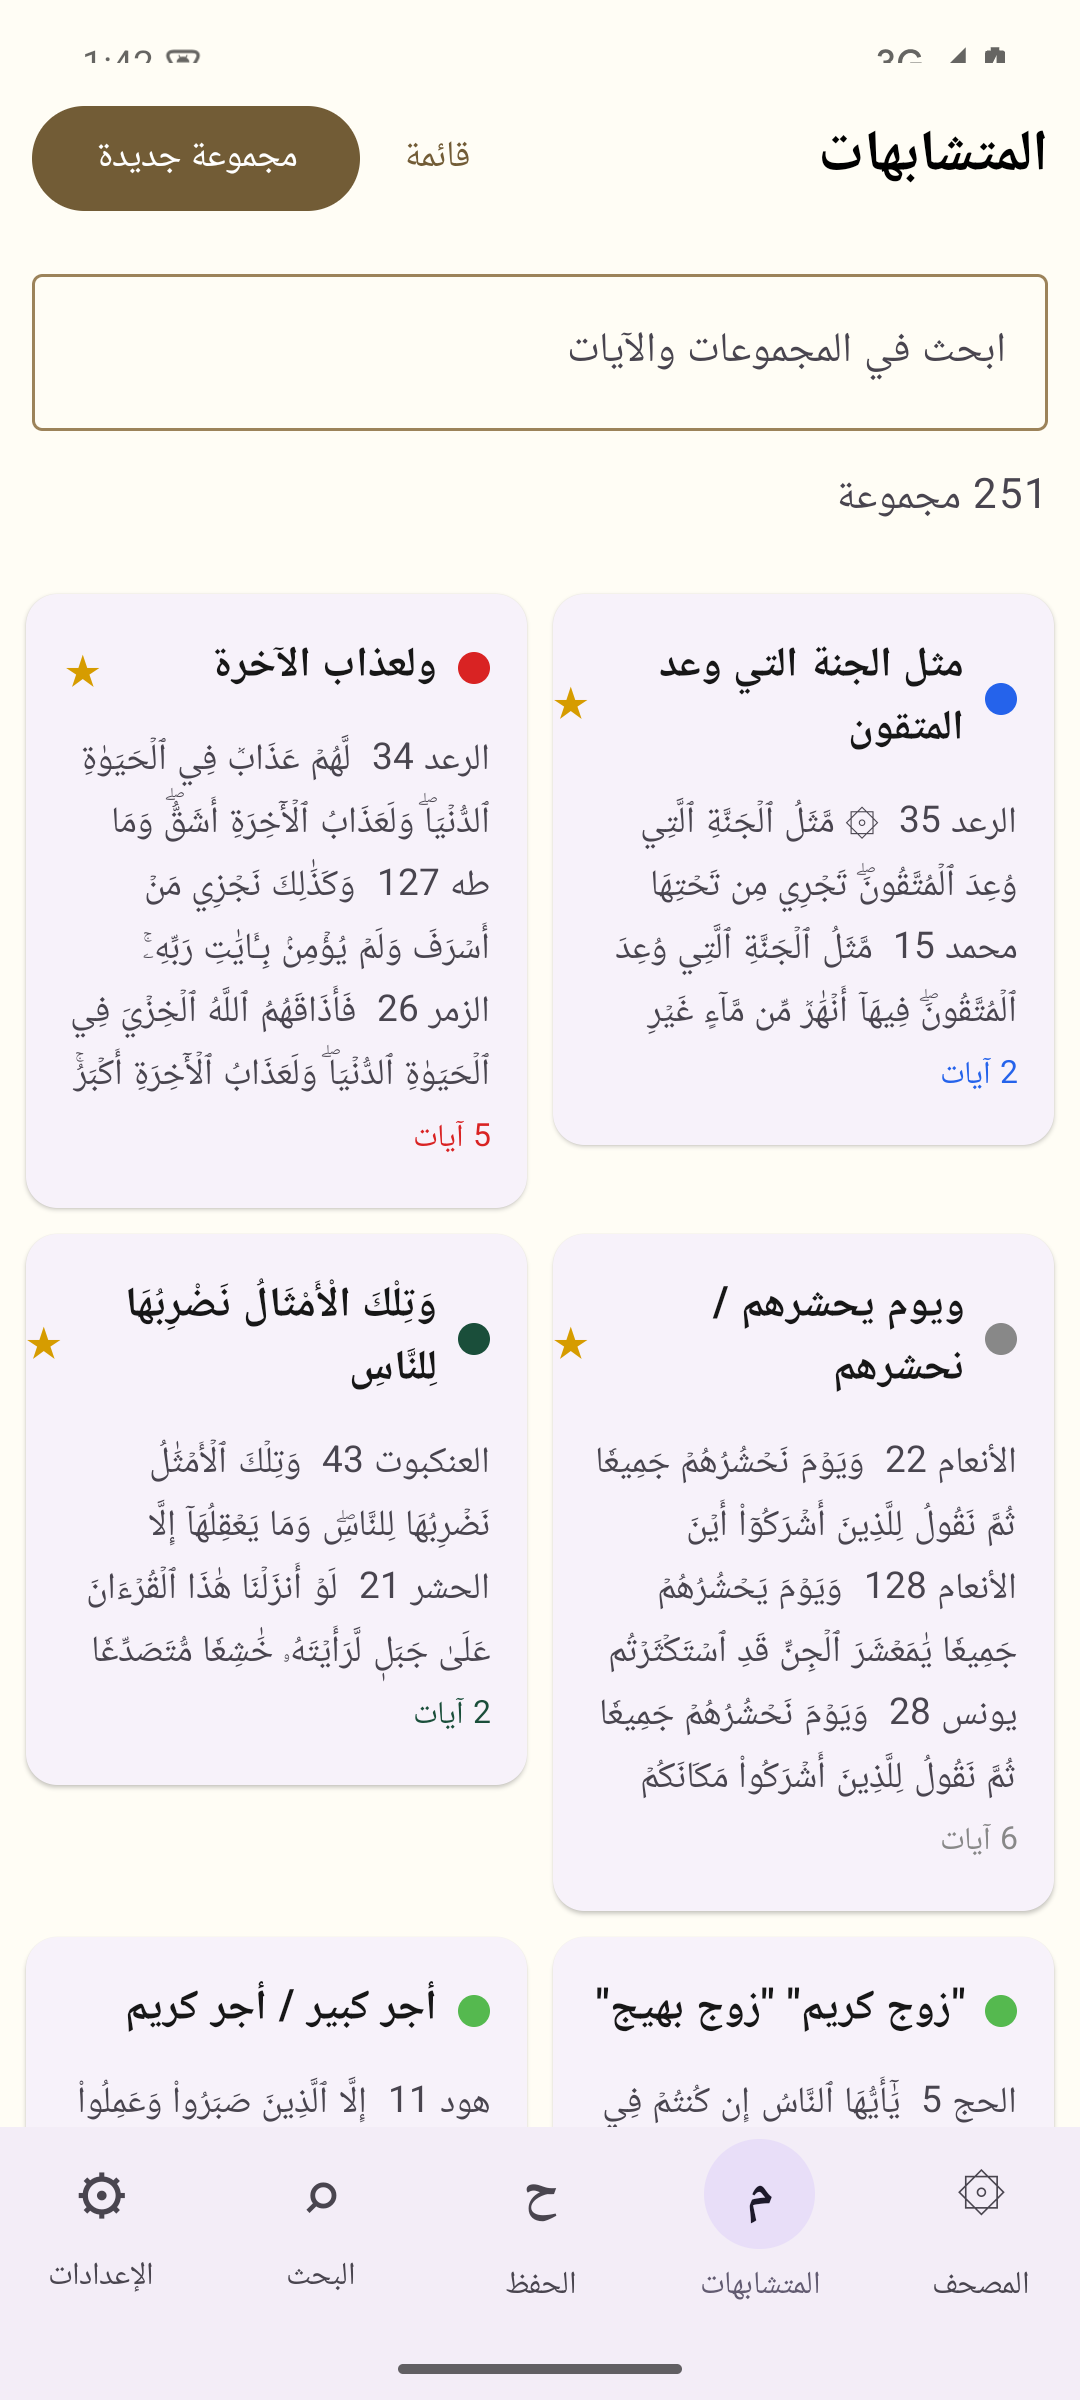 المتشابهات
قائمة
مجموعة جديدة
ابحث في المجموعات والآيات
251 مجموعة
مثل الجنة التي وعد
المتقون
★
الرعد 35 ۞ مَّثَلُ ٱلۡجَنَّةِ ٱلَّتِي
وُعِدَ ٱلۡمُتَّقُونَۖ تَجۡرِي مِن تَحۡتِهَا
محمد 15 مَّثَلُ ٱلۡجَنَّةِ ٱلَّتِي وُعِدَ
ٱلۡمُتَّقُونَۖ فِيهَآ أَنۡهَٰرٞ مِّن مَّآءٍ غَيۡرِ
2 آيات
ولعذاب الآخرة
★
الرعد 34 لَّهُمۡ عَذَابٞ فِي ٱلۡحَيَوٰةِ
ٱلدُّنۡيَاۖ وَلَعَذَابُ ٱلۡأٓخِرَةِ أَشَقُّۖ وَمَا
طه 127 وَكَذَٰلِكَ نَجۡزِي مَنۡ
أَسۡرَفَ وَلَمۡ يُؤۡمِنۢ بِـَٔايَٰتِ رَبِّهِۦۚ
الزمر 26 فَأَذَاقَهُمُ ٱللَّهُ ٱلۡخِزۡيَ فِي
ٱلۡحَيَوٰةِ ٱلدُّنۡيَاۖ وَلَعَذَابُ ٱلۡأٓخِرَةِ أَكۡبَرُۚ
5 آيات
ويوم يحشرهم /
نحشرهم
★
الأنعام 22 وَيَوۡمَ نَحۡشُرُهُمۡ جَمِيعٗا
ثُمَّ نَقُولُ لِلَّذِينَ أَشۡرَكُوٓاْ أَيۡنَ
الأنعام 128 وَيَوۡمَ يَحۡشُرُهُمۡ
جَمِيعٗا يَٰمَعۡشَرَ ٱلۡجِنِّ قَدِ ٱسۡتَكۡثَرۡتُم
يونس 28 وَيَوۡمَ نَحۡشُرُهُمۡ جَمِيعٗا
ثُمَّ نَقُولُ لِلَّذِينَ أَشۡرَكُواْ مَكَانَكُمۡ
6 آيات
وَتِلْكَ الْأَمْثَالُ نَضْرِبُهَا
لِلنَّاسِ
★
العنكبوت 43 وَتِلۡكَ ٱلۡأَمۡثَٰلُ
نَضۡرِبُهَا لِلنَّاسِۖ وَمَا يَعۡقِلُهَآ إِلَّا
الحشر 21 لَوۡ أَنزَلۡنَا هَٰذَا ٱلۡقُرۡءَانَ
عَلَىٰ جَبَلٖ لَّرَأَيۡتَهُۥ خَٰشِعٗا مُّتَصَدِّعٗا
2 آيات
"زوج كريم" "زوج بهيج"
الحج 5 يَٰٓأَيُّهَا ٱلنَّاسُ إِن كُنتُمۡ فِي
أجر كبير / أجر كريم
هود 11 إِلَّا ٱلَّذِينَ صَبَرُواْ وَعَمِلُواْ
۞ المصحف
م المتشابهات
ح الحفظ
البحث
الإعدادات